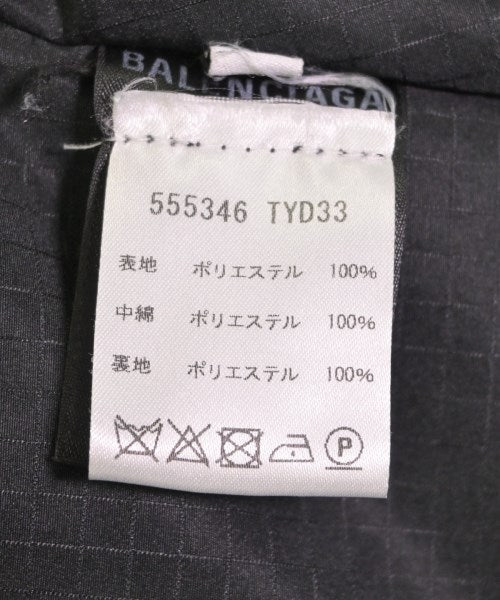 BALENCIAGA
555346 TYD33
表地 ポリエステル 100%
中綿 ポリエステル 100%
裏地 ポリエステル 100%
P